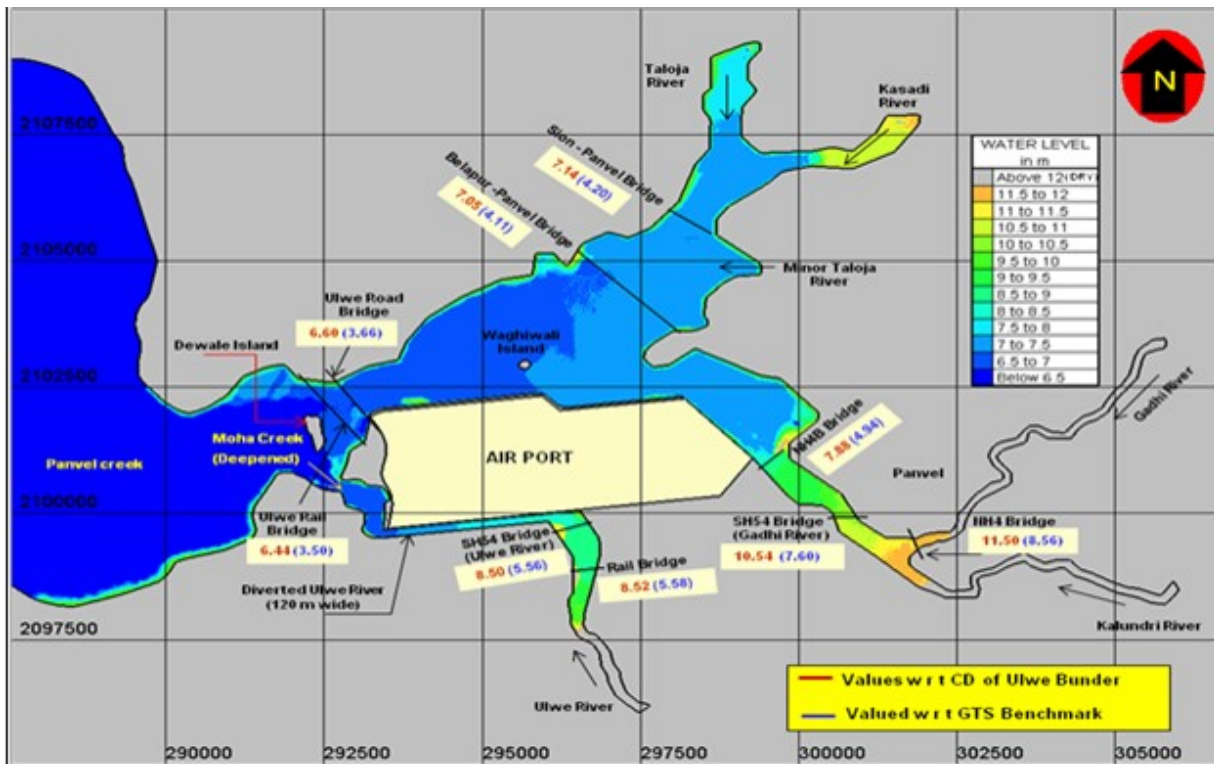 Taloja
River
Kasadi
River
N
2107500
Sion - Panvel Bridge
7.14 (4.20)
Belapur -Panvel Bridge
7.05 (4.11)
WATER LEVEL
in m
Above 12(DRY)
11.5 to 12
11 to 11.5
10.5 to 11
10 to 10.5
9.5 to 10
9 to 9.5
8.5 to 9
8 to 8.5
7.5 to 8
7 to 7.5
6.5 to 7
Below 6.5
2105000
Minor Taloja
River
Ulwe Road
Bridge
6.60 (3.66)
Dewale Island
Waghiwali
Island
2102500
Gadhi River
Moha Creek
(Deepened)
Panvel creek
AIR PORT
NH4B Bridge
7.88 (4.94)
Panvel
2100000
Ulwe Rail
Bridge
6.44 (3.50)
SH54 Bridge
(Ulwe River)
8.50 (5.56)
SH54 Bridge
(Gadhi River)
10.54 (7.60)
NH4 Bridge
11.50 (8.56)
Rail Bridge
8.52 (5.58)
Diverted Ulwe River
(120 m wide)
2097500
Kalundri River
Ulwe River
Values w r t CD of Ulwe Bunder
Valued w r t GTS Benchmark
290000 292500 295000 297500 300000 302500 305000